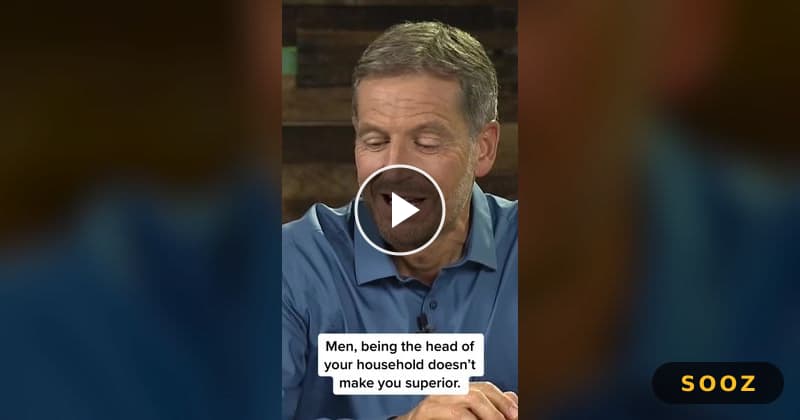 Men, being the head of
your household doesn't
make you superior.
SOOZ